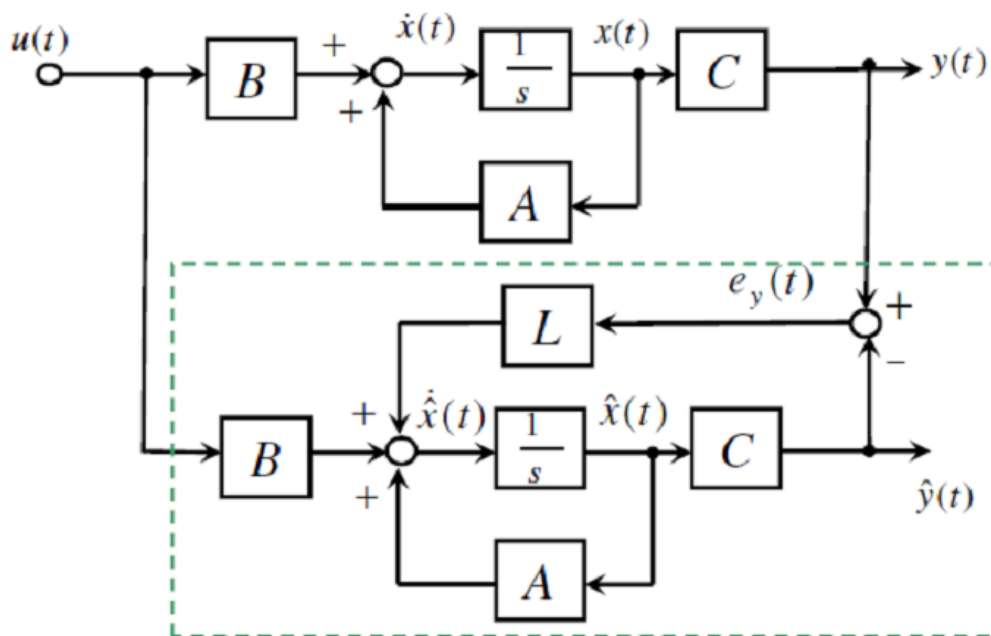 u(t)
B
+
+
ẋ(t)
1
s
x(t)
C
y(t)
A
e_y(t)
L
+
−
B
+
+
x̂̇(t)
1
s
x̂(t)
C
ŷ(t)
A